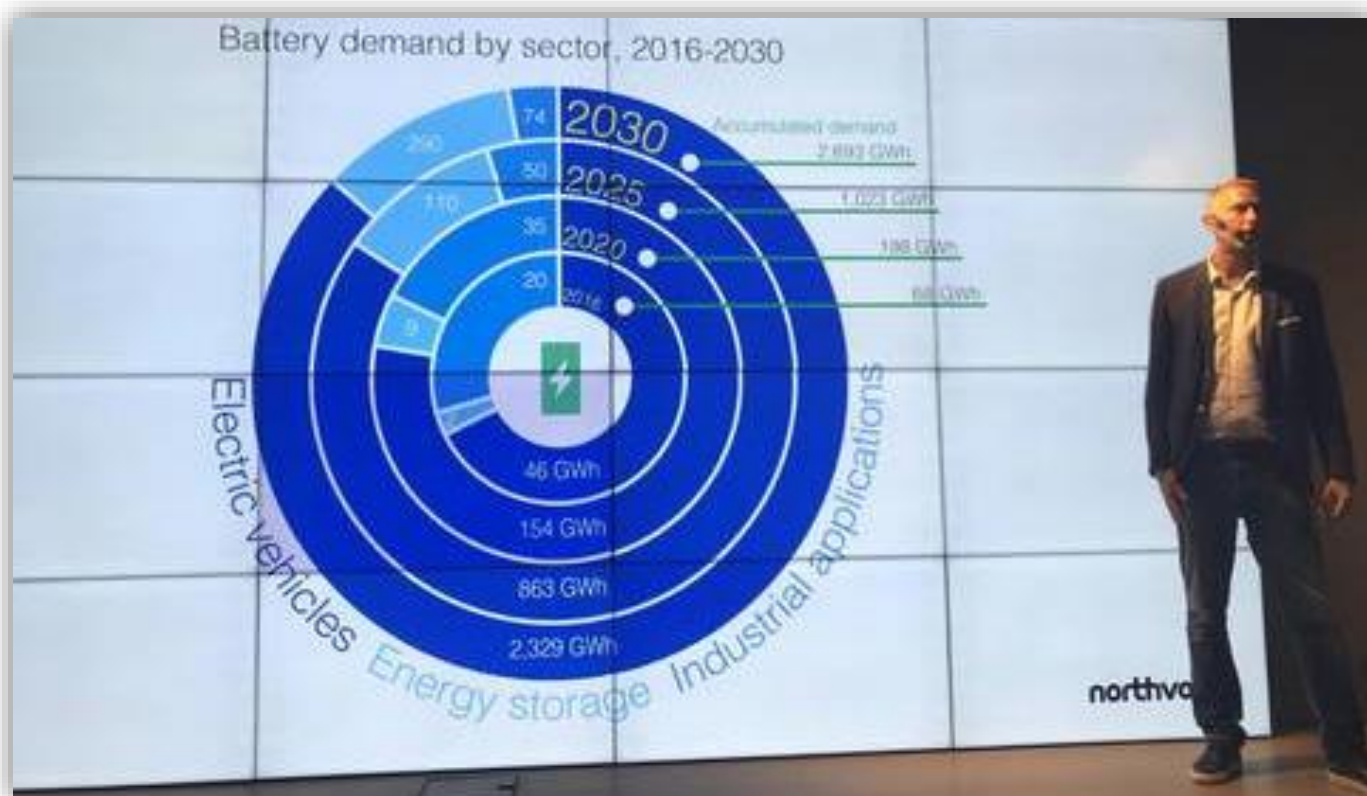 Battery demand by sector, 2016-2030
290
74
2030
Accumulated demand
2,693 GWh
110
50
2025
1,023 GWh
35
2020
198 GWh
9
20
2016
68 GWh
46 GWh
154 GWh
863 GWh
2,329 GWh
Electric vehicles Energy storage Industrial applications
northvo